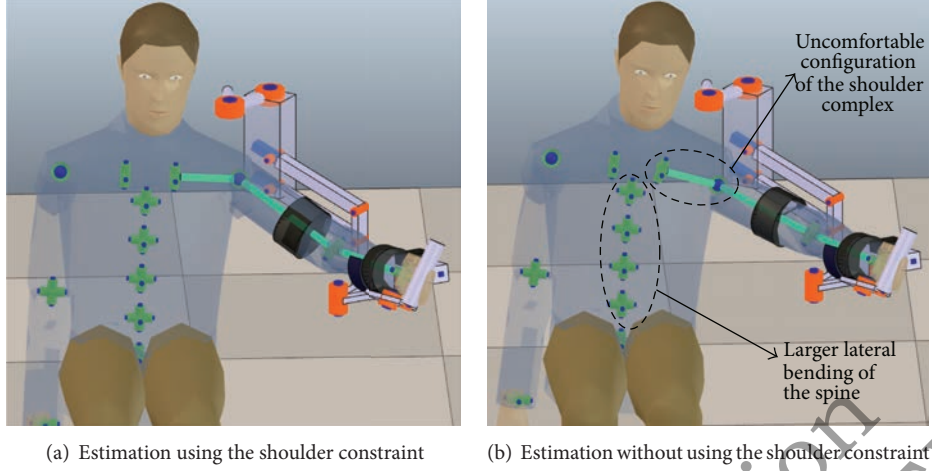 Uncomfortable
configuration
of the shoulder
complex
Larger lateral
bending of
the spine
(a) Estimation using the shoulder constraint
(b) Estimation without using the shoulder constraint